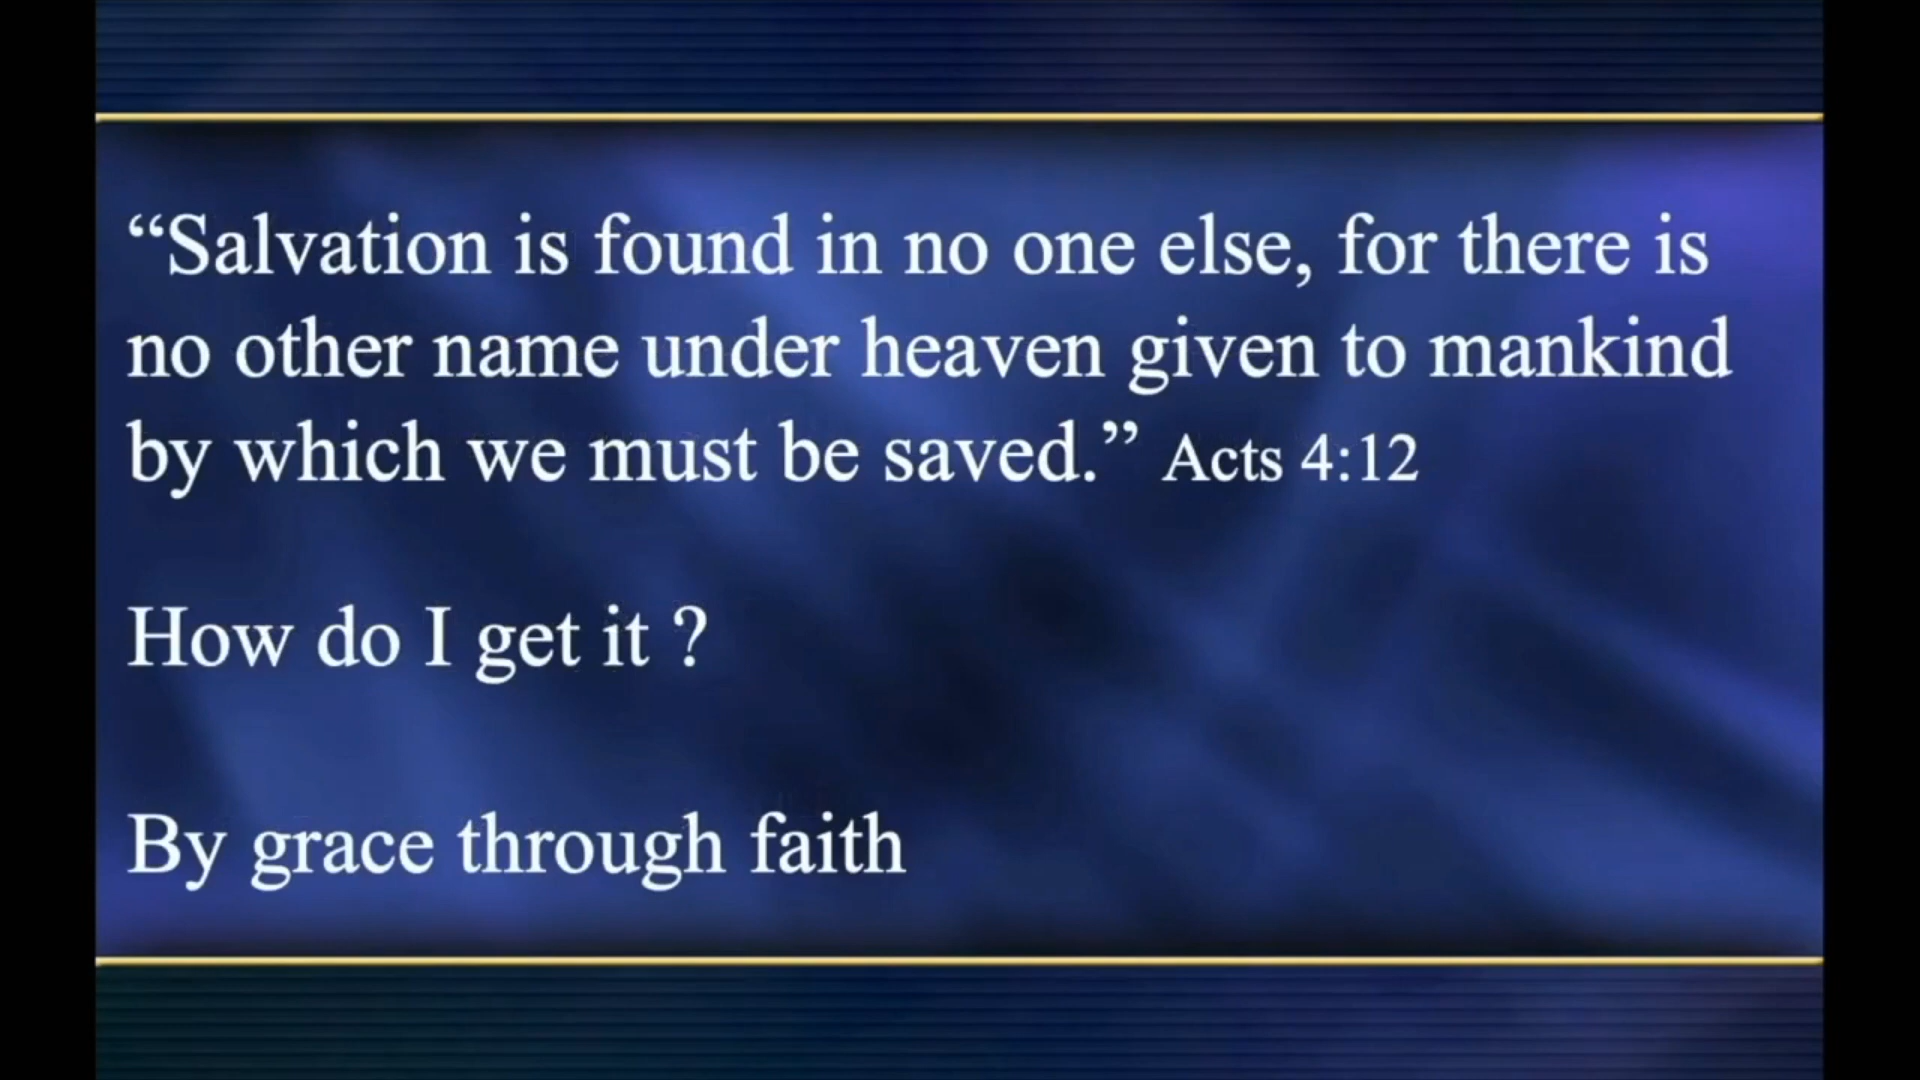 “Salvation is found in no one else, for there is
no other name under heaven given to mankind
by which we must be saved.” Acts 4:12
How do I get it ?
By grace through faith